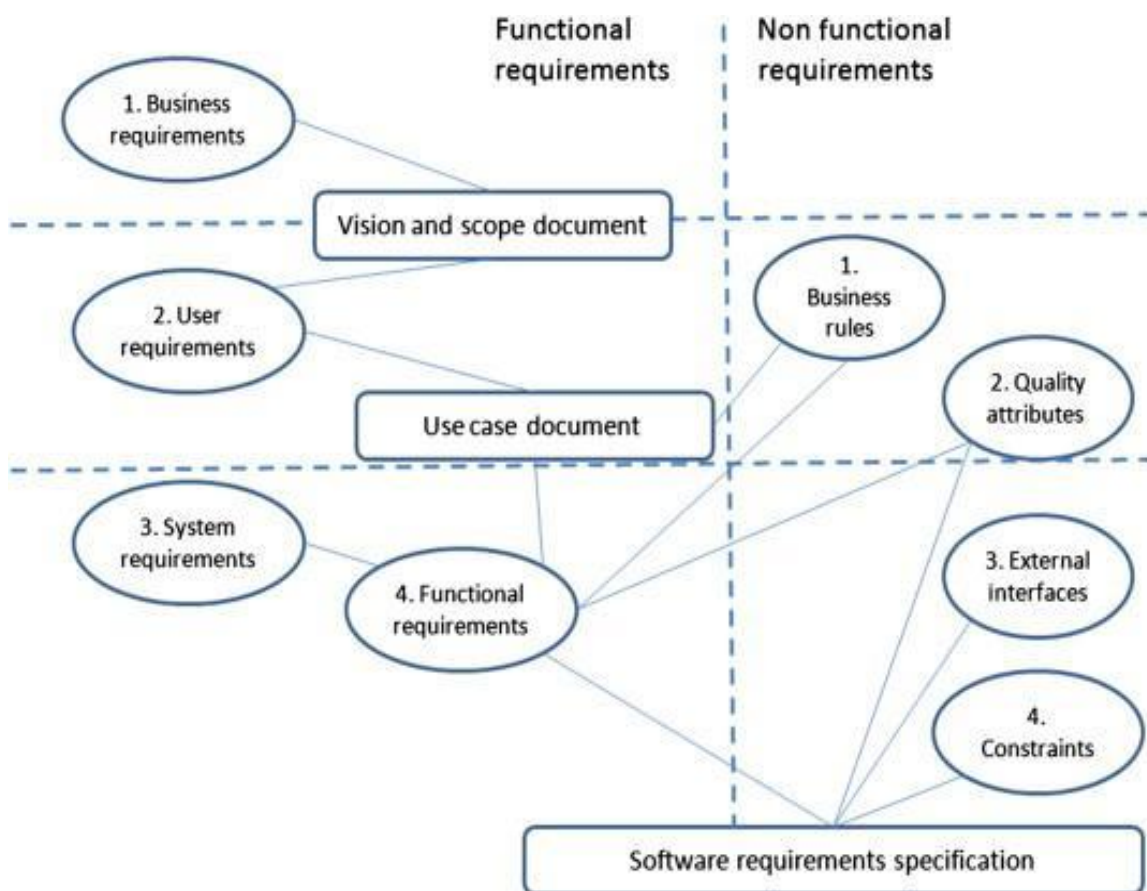 Functional
requirements
Non functional
requirements
1. Business
requirements
Vision and scope document
1.
Business
rules
2. User
requirements
2. Quality
attributes
Use case document
3. System
requirements
3. External
interfaces
4. Functional
requirements
4.
Constraints
Software requirements specification